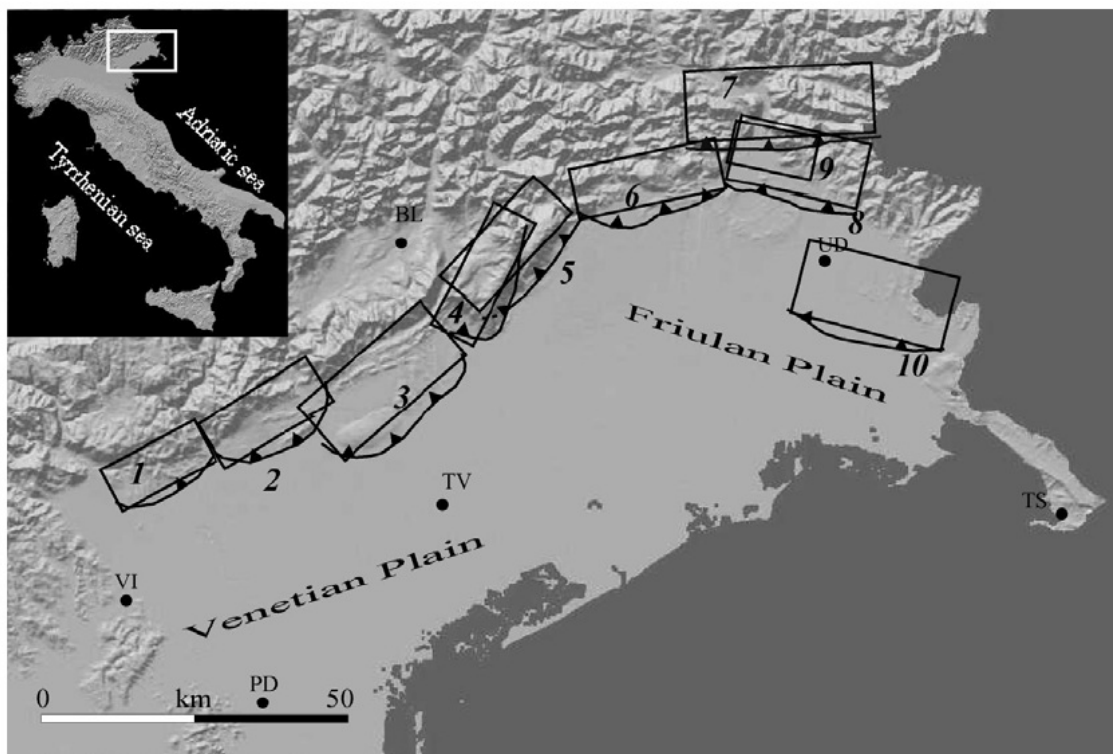 Adriatic sea
Tyrrhenian sea
7
9
6
8
BL
UD
5
4
Friulan Plain
10
3
1
2
TV
TS
VI
Venetian Plain
PD
0 km 50